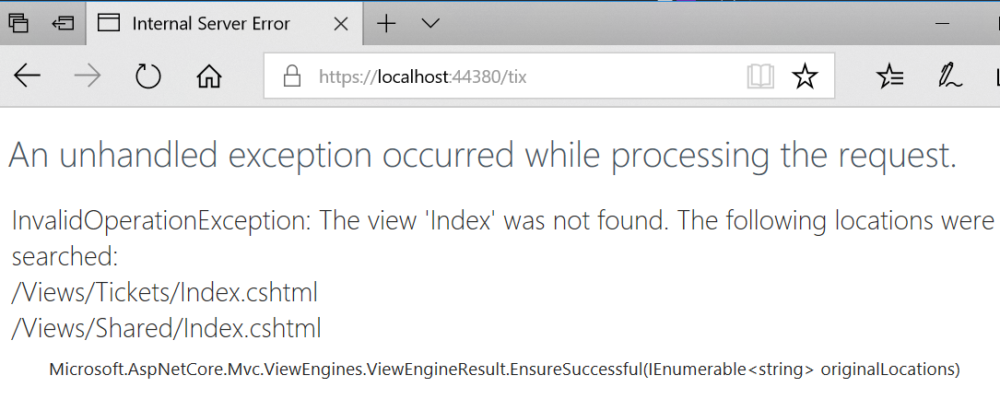 Internal Server Error
https://localhost:44380/tix
An unhandled exception occurred while processing the request.
InvalidOperationException: The view 'Index' was not found. The following locations were
searched:
/Views/Tickets/Index.cshtml
/Views/Shared/Index.cshtml
Microsoft.AspNetCore.Mvc.ViewEngines.ViewEngineResult.EnsureSuccessful(IEnumerable<string> originalLocations)